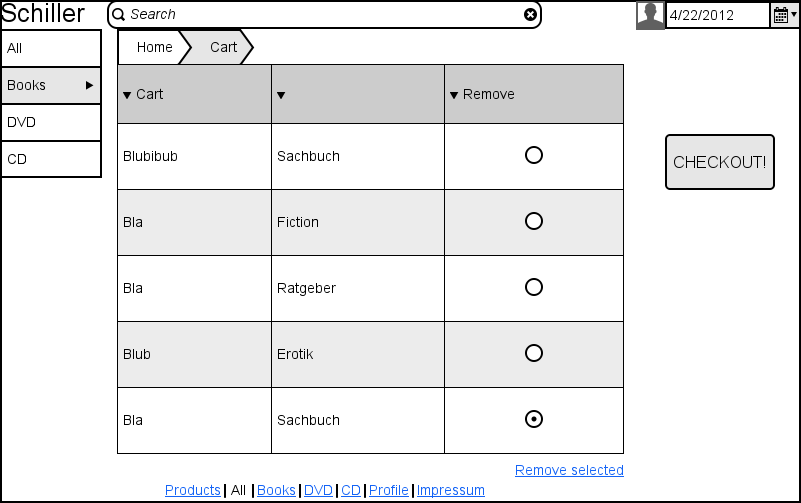 Schiller
Search
4/22/2012
All
Books
DVD
CD
Home Cart
Cart Remove
Blubibub Sachbuch
Bla Fiction
Bla Ratgeber
Blub Erotik
Bla Sachbuch
CHECKOUT!
Remove selected
Products | All | Books | DVD | CD | Profile | Impressum